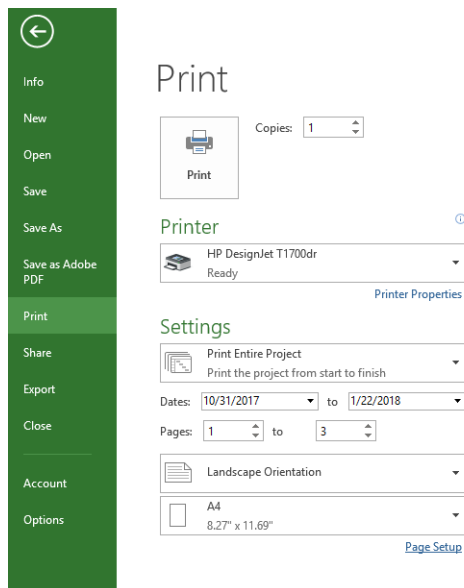 Info
New
Open
Save
Save As
Save as Adobe
PDF
Print
Share
Export
Close
Account
Options
Print
Print
Copies: 1
Printer
HP DesignJet T1700dr
Ready
Printer Properties
Settings
Print Entire Project
Print the project from start to finish
Dates: 10/31/2017 to 1/22/2018
Pages: 1 to 3
Landscape Orientation
A4
8.27" x 11.69"
Page Setup